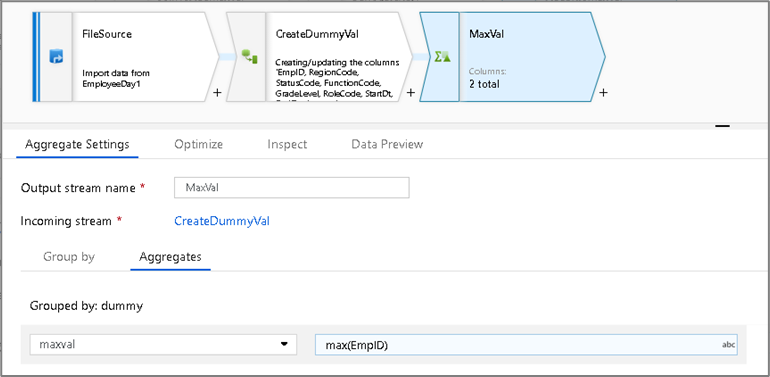 FileSource
Import data from
EmployeeDay1
+
CreateDummyVal
Creating/updating the columns
'EmpID, RegionCode,
StatusCode, FunctionCode,
GradeLevel, RoleCode, StartDt,
+
MaxVal
Columns:
2 total
+
Aggregate Settings
Optimize
Inspect
Data Preview
Output stream name *
MaxVal
Incoming stream *
CreateDummyVal
Group by
Aggregates
Grouped by: dummy
maxval
max(EmpID)
abc